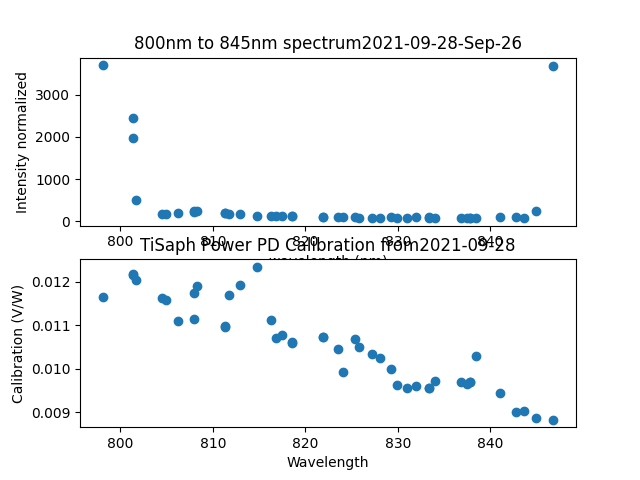 800nm to 845nm spectrum2021-09-28-Sep-26
Intensity normalized
3000
2000
1000
0
800 810 820 830 840
wavelength (nm)
TiSaph Power PD Calibration from2021-09-28
Calibration (V/W)
0.012
0.011
0.010
0.009
800 810 820 830 840
Wavelength